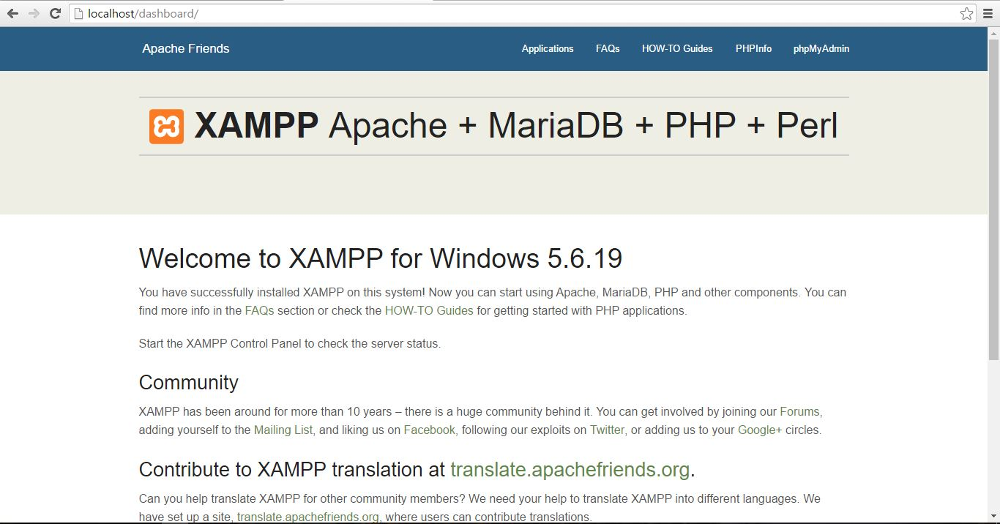 localhost/dashboard/
Apache Friends
Applications FAQs HOW-TO Guides PHPInfo phpMyAdmin
XAMPP Apache + MariaDB + PHP + Perl
Welcome to XAMPP for Windows 5.6.19
You have successfully installed XAMPP on this system! Now you can start using Apache, MariaDB, PHP and other components. You can
find more info in the FAQs section or check the HOW-TO Guides for getting started with PHP applications.
Start the XAMPP Control Panel to check the server status.
Community
XAMPP has been around for more than 10 years – there is a huge community behind it. You can get involved by joining our Forums,
adding yourself to the Mailing List, and liking us on Facebook, following our exploits on Twitter, or adding us to your Google+ circles.
Contribute to XAMPP translation at translate.apachefriends.org.
Can you help translate XAMPP for other community members? We need your help to translate XAMPP into different languages. We
have set up a site, translate.apachefriends.org, where users can contribute translations.